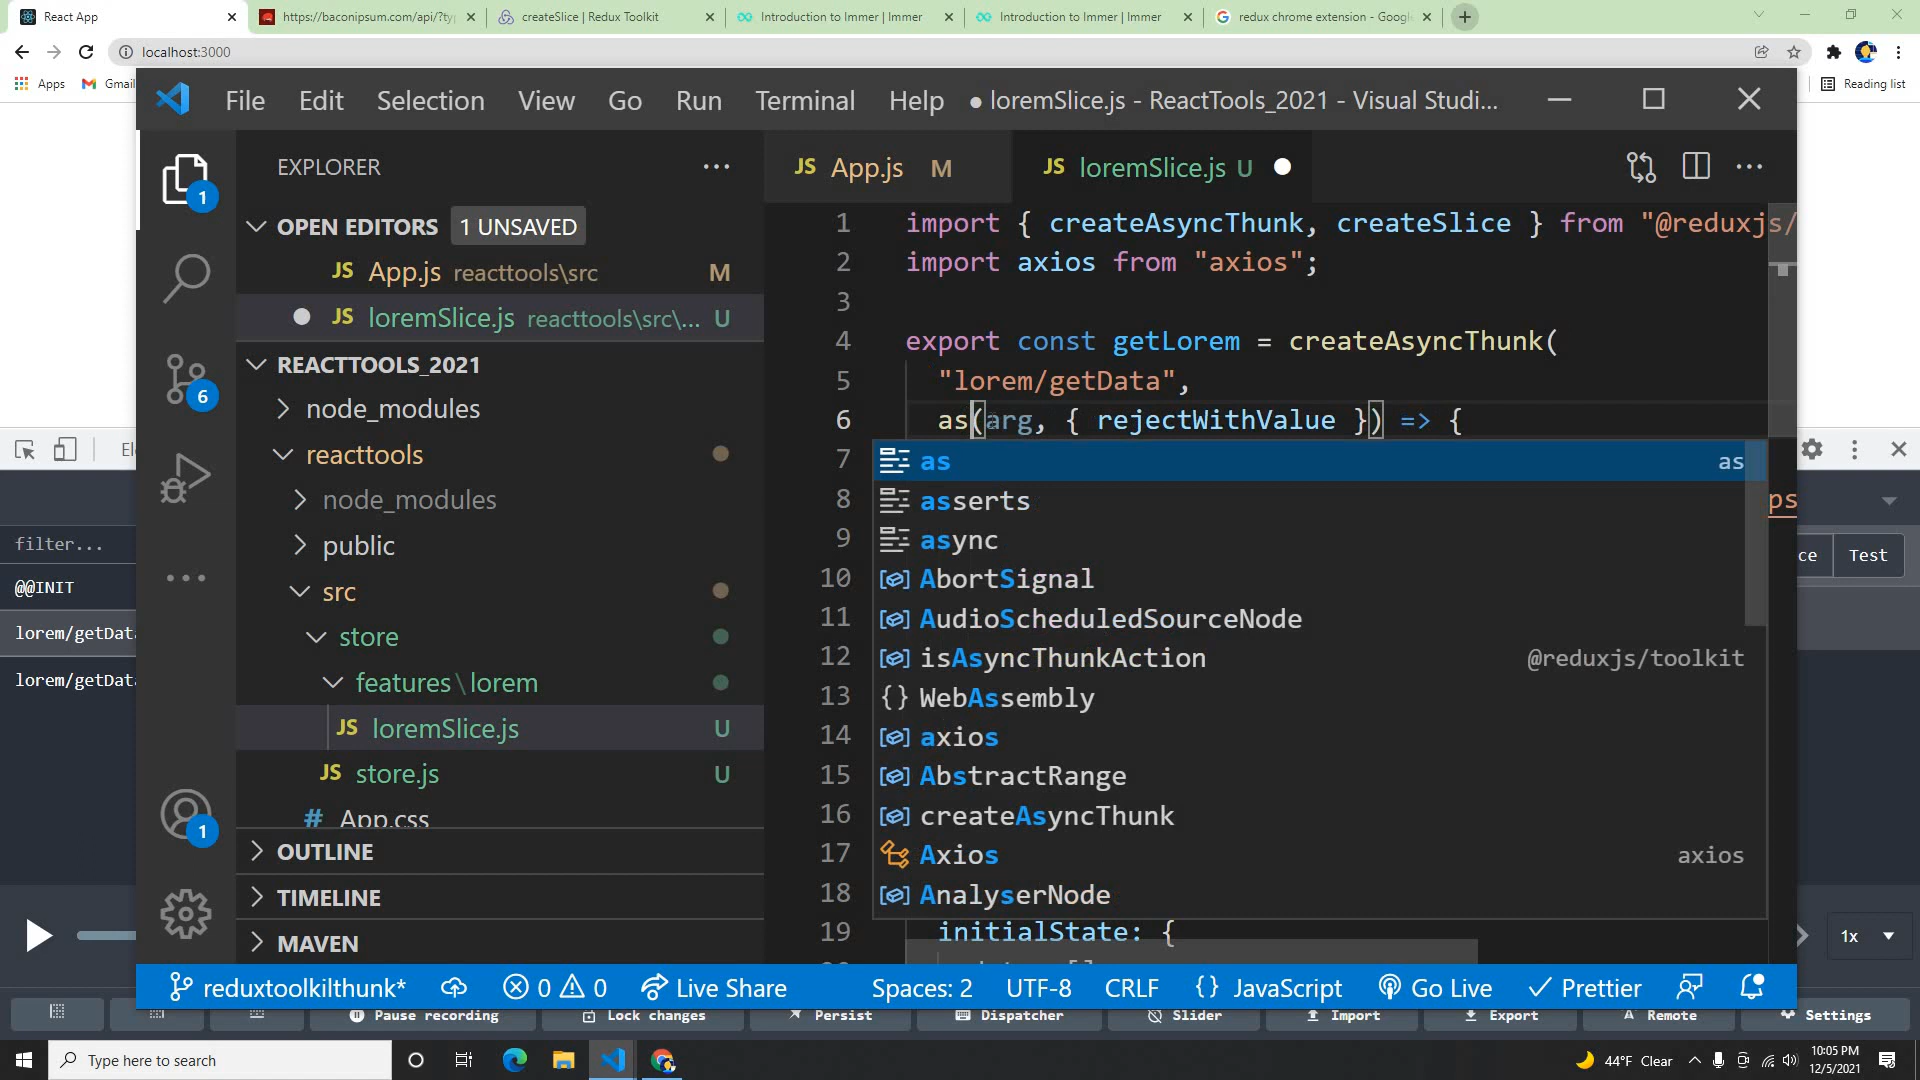 React App
https://baconipsum.com/api/?ty
createSlice | Redux Toolkit
Introduction to Immer | Immer
Introduction to Immer | Immer
redux chrome extension - Google
localhost:3000
Apps
Gmail
Reading list
File Edit Selection View Go Run Terminal Help
● loremSlice.js - ReactTools_2021 - Visual Studi...
EXPLORER
OPEN EDITORS
1 UNSAVED
JS App.js reacttools\src M
JS loremSlice.js reacttools\src\... U
REACTTOOLS_2021
node_modules
reacttools
node_modules
public
src
store
features\lorem
JS loremSlice.js U
JS store.js U
# App.css
OUTLINE
TIMELINE
MAVEN
1
6
1
JS App.js M
JS loremSlice.js U
1 import { createAsyncThunk, createSlice } from "@reduxjs/
2 import axios from "axios";
3
4 export const getLorem = createAsyncThunk(
5 "lorem/getData",
6 as(arg, { rejectWithValue }) => {
7
8
9
10
11
12
13
14
15
16
17
18
19 initialState: {
as as
asserts
async
AbortSignal
AudioScheduledSourceNode
isAsyncThunkAction @reduxjs/toolkit
WebAssembly
axios
AbstractRange
createAsyncThunk
Axios axios
AnalyserNode
ps
El
filter...
@@INIT
lorem/getData
lorem/getData
ce
Test
1x
reduxtoolkilthunk*
0
0
Live Share
Spaces: 2
UTF-8
CRLF
{ } JavaScript
Go Live
Prettier
Pause recording
Lock changes
Persist
Dispatcher
Slider
Import
Export
Remote
Settings
Type here to search
44°F Clear
10:05 PM
12/5/2021